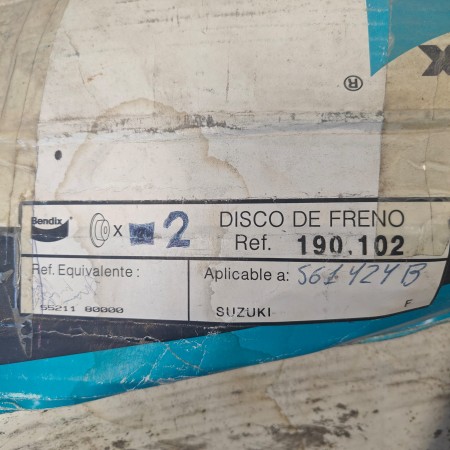 X
®
Bendix x 2 DISCO DE FRENO
Ref. 190.102
Ref. Equivalente : Aplicable a: 561424B
55211 80000 SUZUKI F